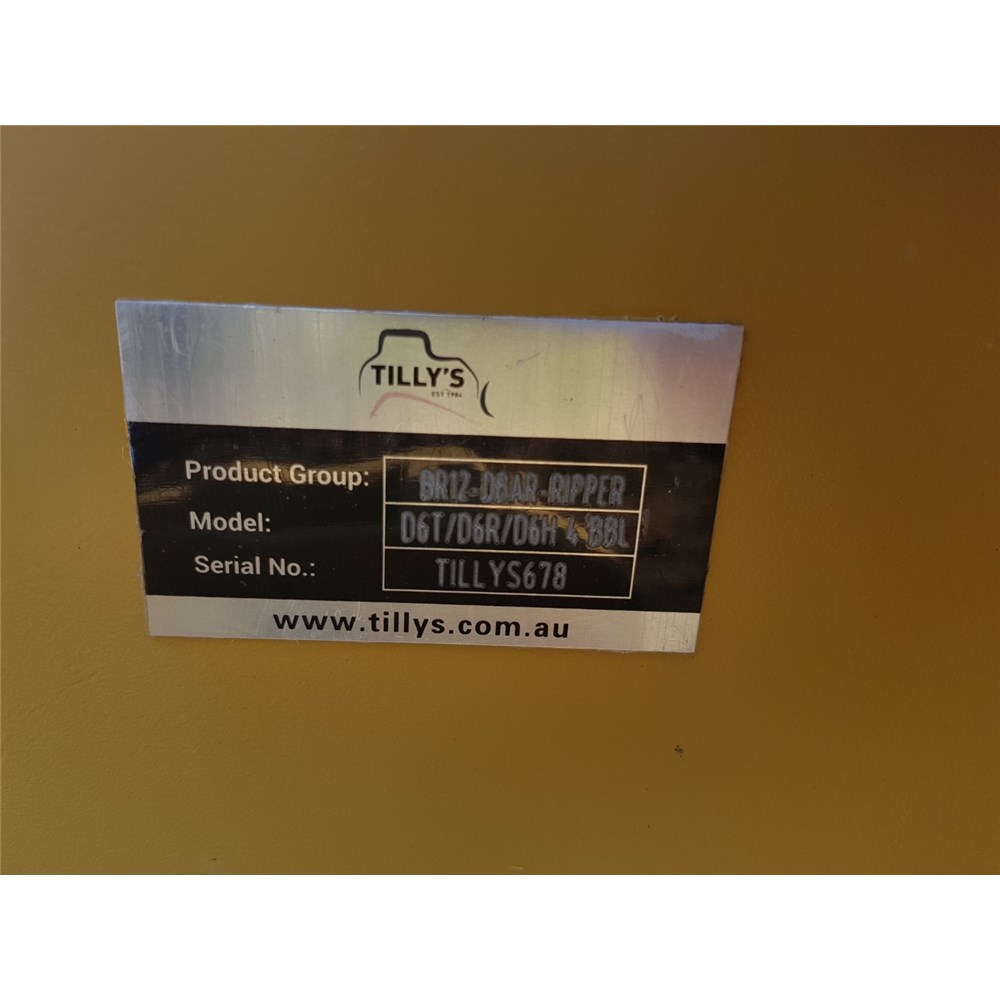 TILLY'S
EST 1984
Product Group: BR12-D6AR-RIPPER
Model: D6T/D6R/D6H 4 BBL
Serial No.: TILLYS678
www.tillys.com.au